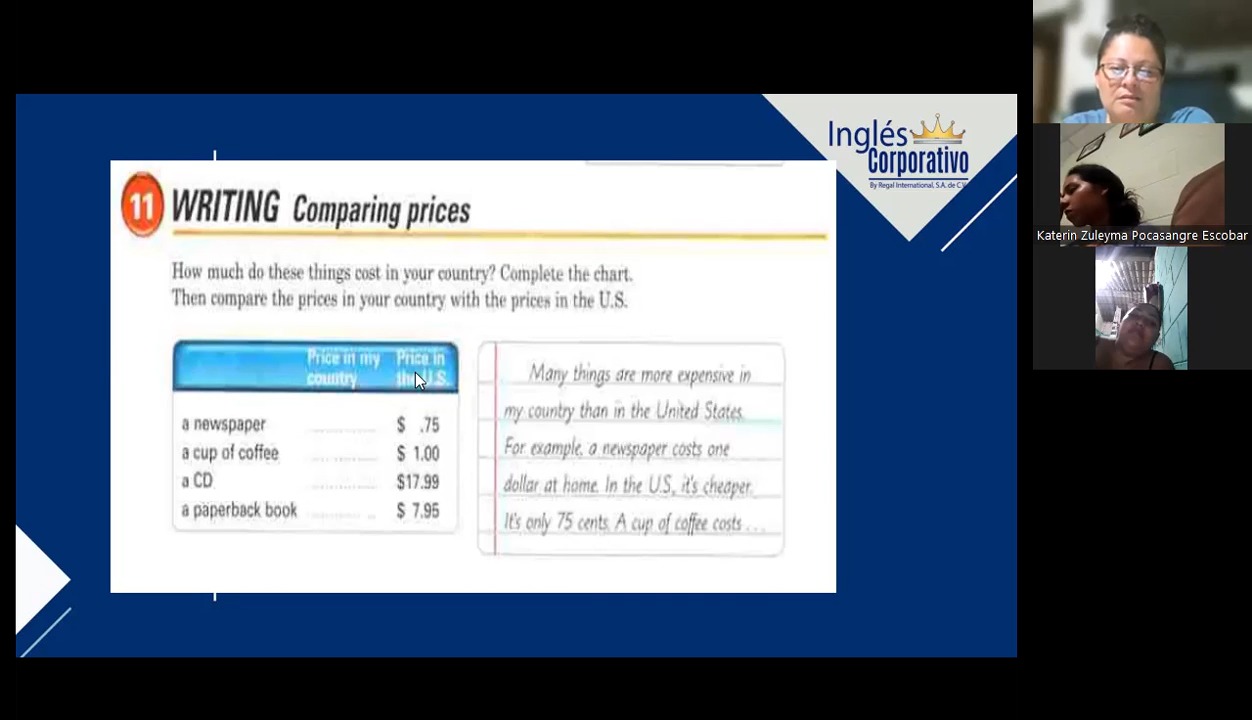 Inglés
Corporativo
By Regal International, S.A. de C.V.
11 WRITING Comparing prices
How much do these things cost in your country? Complete the chart.
Then compare the prices in your country with the prices in the U.S.
Price in my country
Price in the U.S.
a newspaper ............ $ .75
a cup of coffee ............ $ 1.00
a CD ............ $17.99
a paperback book ............ $ 7.95
Many things are more expensive in
my country than in the United States.
For example, a newspaper costs one
dollar at home. In the U.S., it's cheaper.
It's only 75 cents. A cup of coffee costs ...
Katerin Zuleyma Pocasangre Escobar